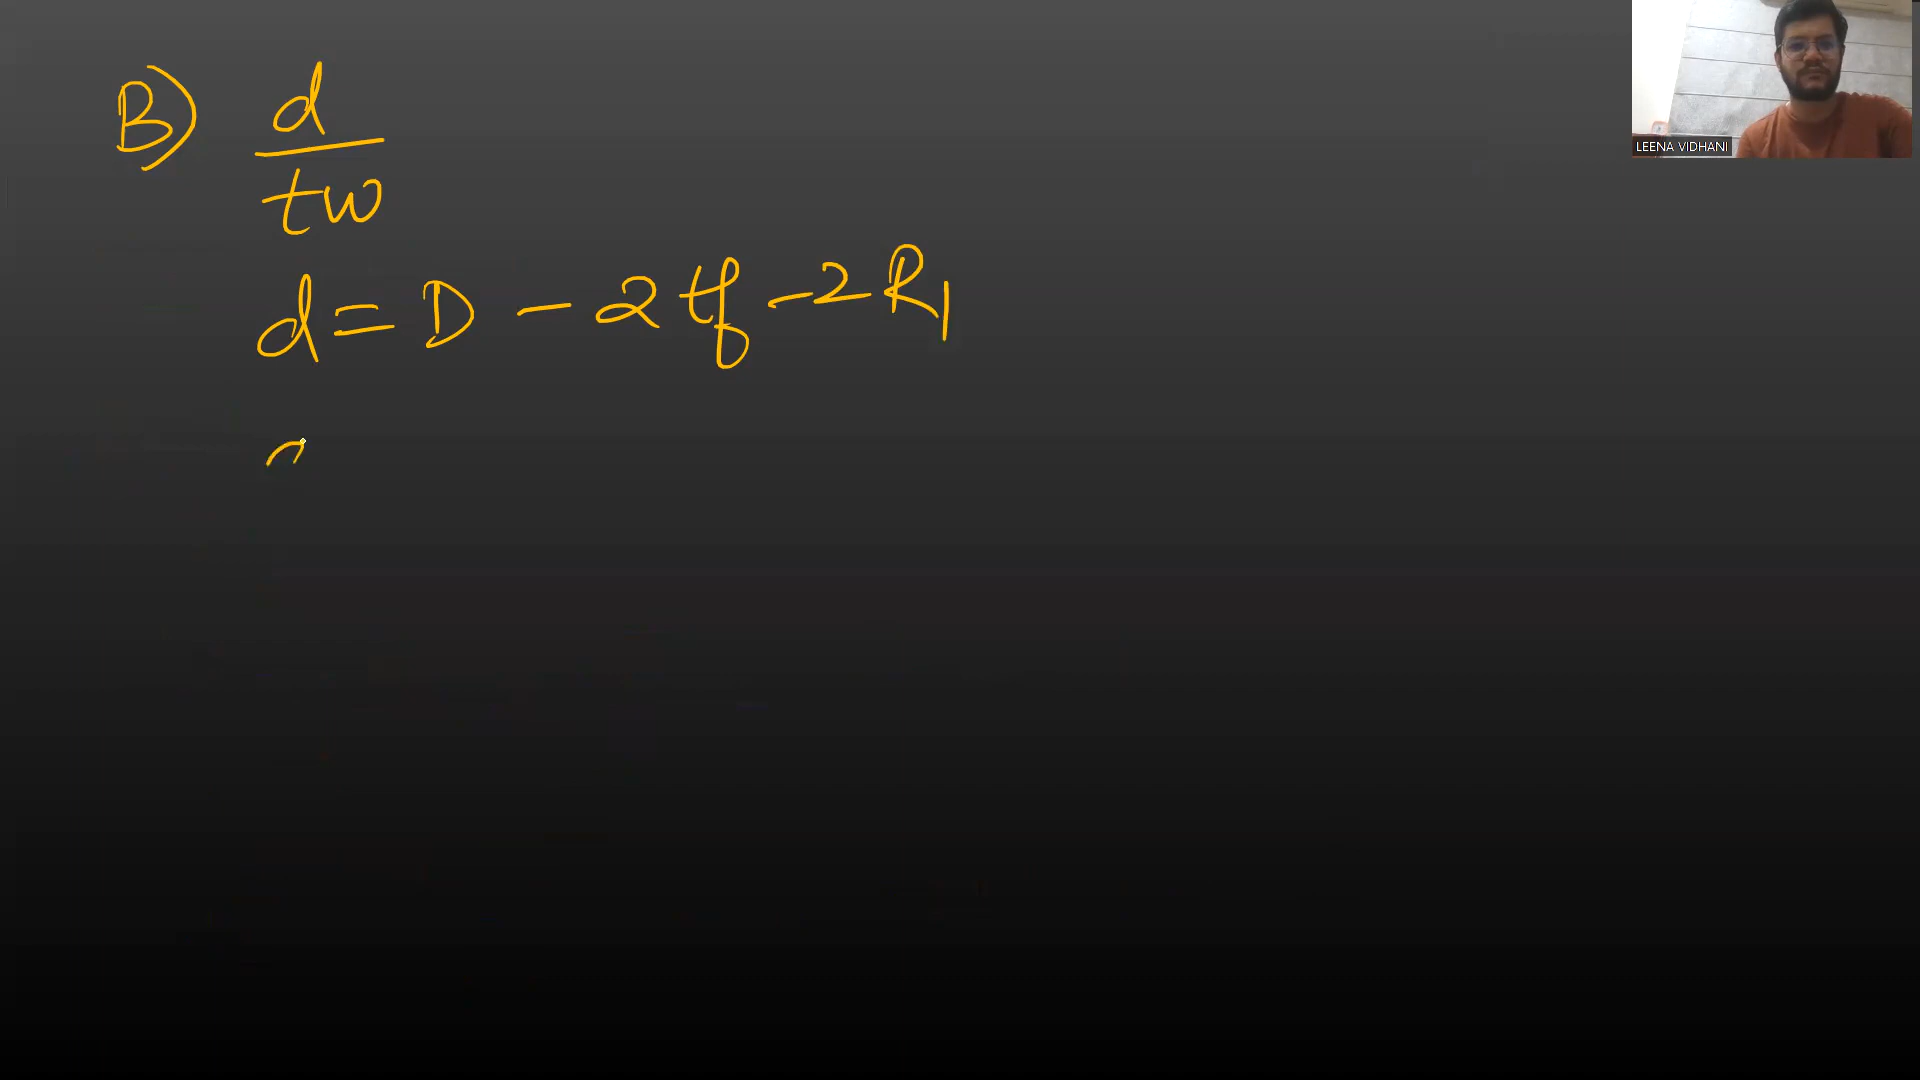 B) d
tw
d = D - 2tf - 2R1
LEENA VIDHANI